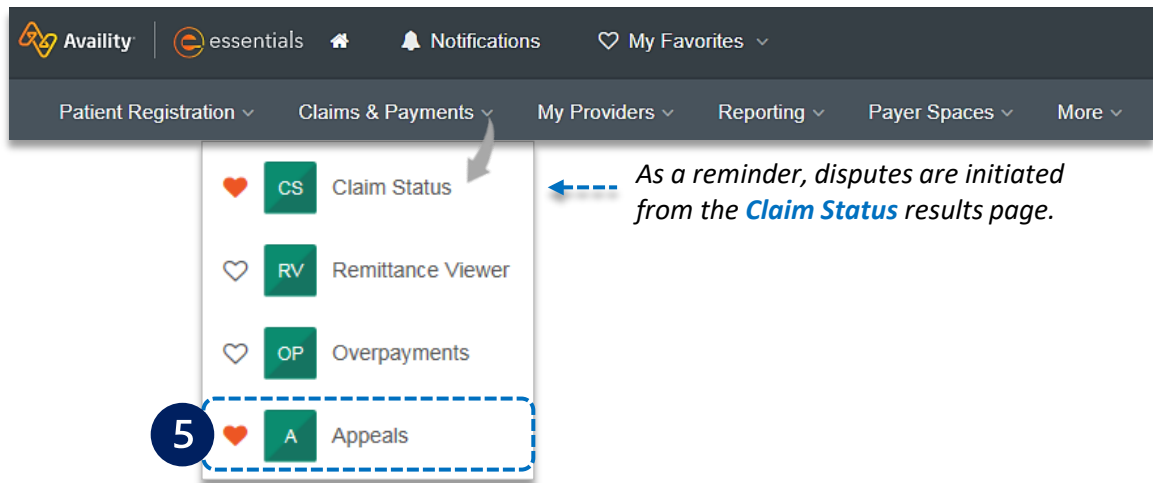 Availity essentials Notifications My Favorites
Patient Registration Claims & Payments My Providers Reporting Payer Spaces More
CS Claim Status
As a reminder, disputes are initiated
from the Claim Status results page.
RV Remittance Viewer
OP Overpayments
5 A Appeals